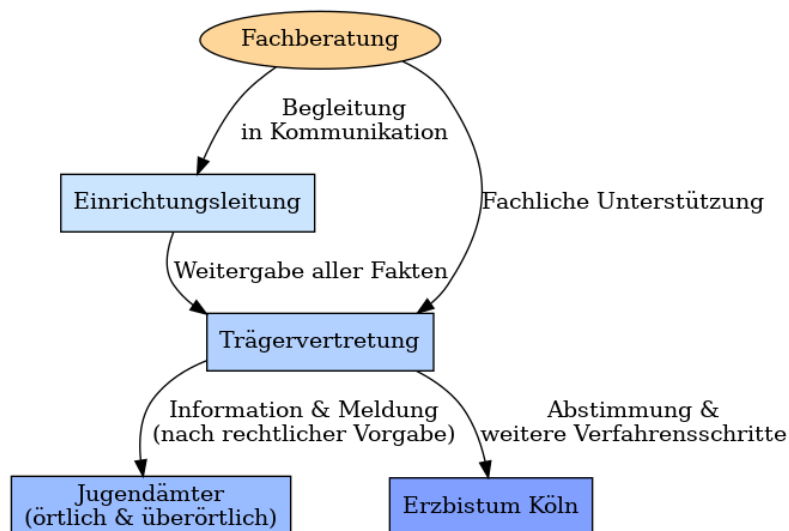 Fachberatung
Begleitung
in Kommunikation
Einrichtungsleitung
Fachliche Unterstützung
Weitergabe aller Fakten
Trägervertretung
Information & Meldung
(nach rechtlicher Vorgabe)
Abstimmung &
weitere Verfahrensschritte
Jugendämter
(örtlich & überörtlich)
Erzbistum Köln